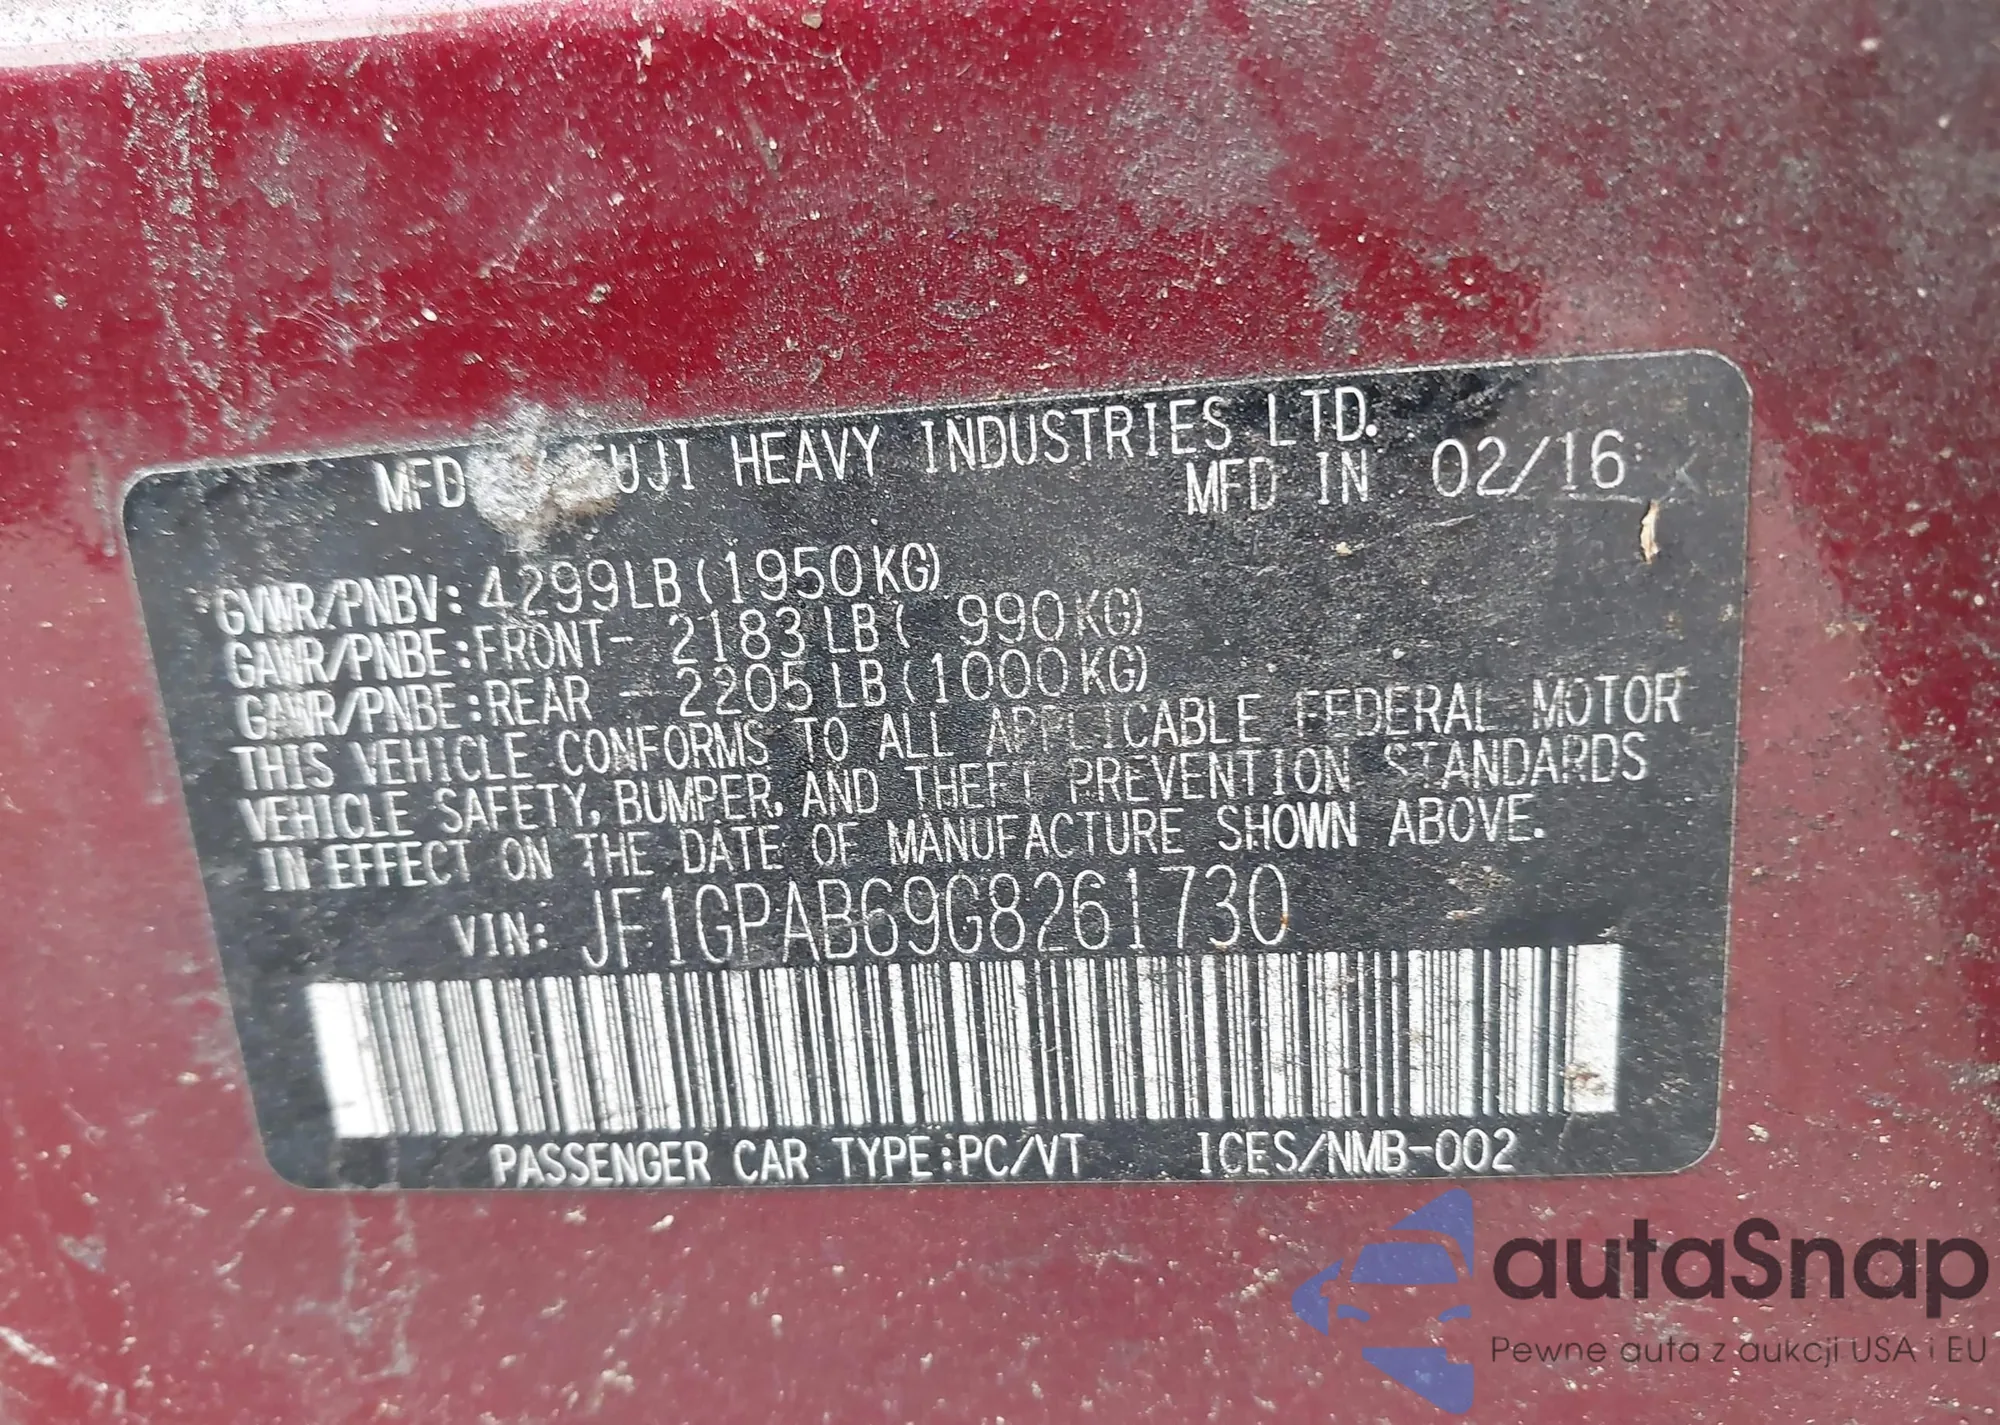 MFD FUJI HEAVY INDUSTRIES LTD.
MFD IN 02/16
GVWR/PNBV: 4299LB(1950KG)
GAWR/PNBE:FRONT- 2183LB( 990KG)
GAWR/PNBE:REAR - 2205LB(1000KG)
THIS VEHICLE CONFORMS TO ALL APPLICABLE FEDERAL MOTOR
VEHICLE SAFETY, BUMPER, AND THEFT PREVENTION STANDARDS
IN EFFECT ON THE DATE OF MANUFACTURE SHOWN ABOVE.
VIN: JF1GPAB69G8261730
PASSENGER CAR TYPE:PC/VT ICES/NMB-002
autaSnap
Pewne auta z aukcji USA i EU